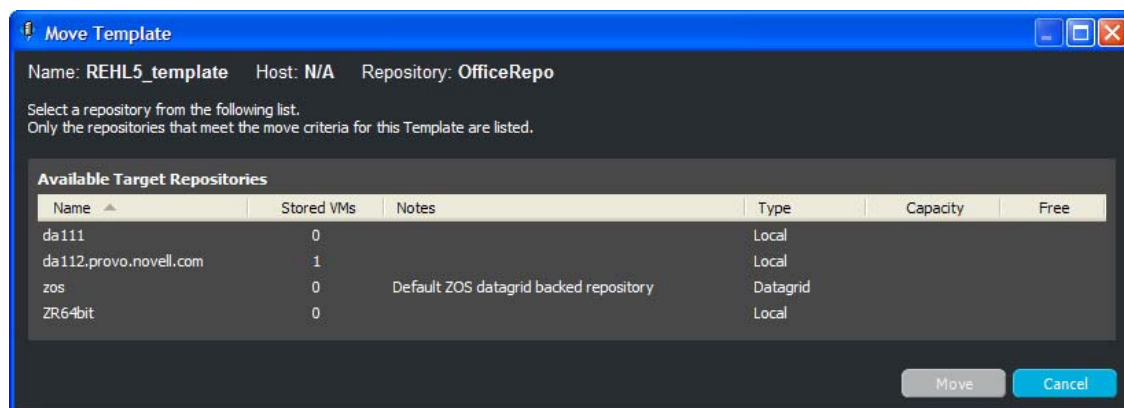 Move Template
Name: REHL5_template Host: N/A Repository: OfficeRepo
Select a repository from the following list.
Only the repositories that meet the move criteria for this Template are listed.
Available Target Repositories
Name Stored VMs Notes Type Capacity Free
da111 0 Local
da112.provo.novell.com 1 Local
zos 0 Default ZOS datagrid backed repository Datagrid
ZR64bit 0 Local
Move Cancel